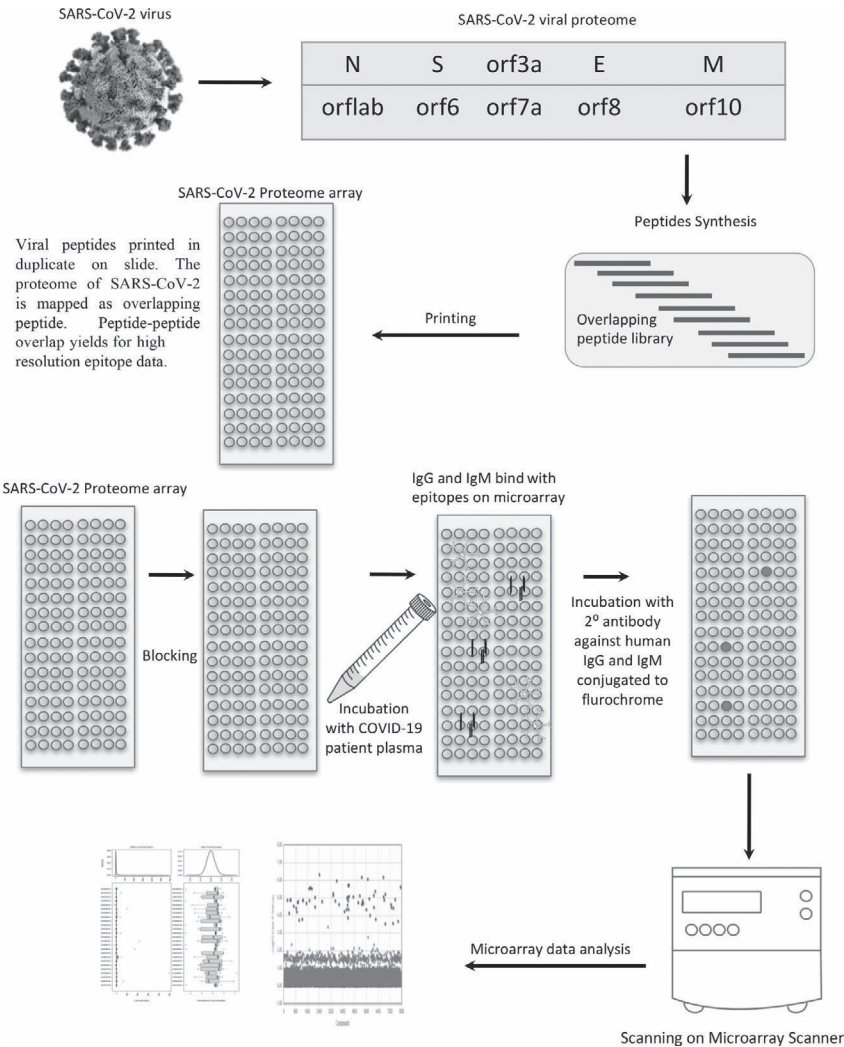 SARS-CoV-2 virus
SARS-CoV-2 viral proteome
N S orf3a E M
orflab orf6 orf7a orf8 orf10
SARS-CoV-2 Proteome array
Peptides Synthesis
Viral peptides printed in
duplicate on slide. The
proteome of SARS-CoV-2
is mapped as overlapping
peptide. Peptide-peptide
overlap yields for high
resolution epitope data.
Printing
Overlapping
peptide library
SARS-CoV-2 Proteome array
IgG and IgM bind with
epitopes on microarray
Blocking
Incubation
with COVID-19
patient plasma
Incubation with
2⁰ antibody
against human
IgG and IgM
conjugated to
flurochrome
Microarray data analysis
Compound
Scanning on Microarray Scanner